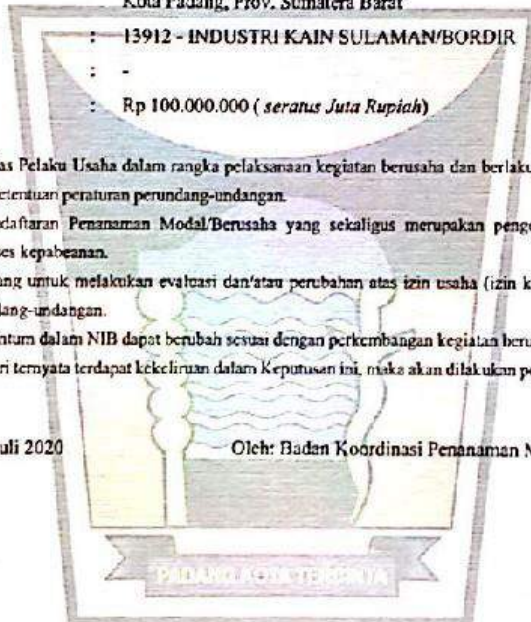 Kota Padang, Prov. Sumatera Barat
: 13912 - INDUSTRI KAIN SULAMAN/BORDIR
: -
: Rp 100.000.000 ( seratus Juta Rupiah)
as Pelaku Usaha dalam rangka pelaksanaan kegiatan berusaha dan berlaku
etentuan peraturan perundang-undangan.
daftaran Penanaman Modal/Berusaha yang sekaligus merupakan penge
ses kepabeanan.
ang untuk melakukan evaluasi dan/atau perubahan atas izin usaha (izin k
lang-undangan.
antum dalam NIB dapat berubah sesuai dengan perkembangan kegiatan beru
ri ternyata terdapat kekeliruan dalam Keputusan ini, maka akan dilakukan pe
uli 2020
Oleh: Badan Koordinasi Penanaman M
PADANG KOTA TERCINTA